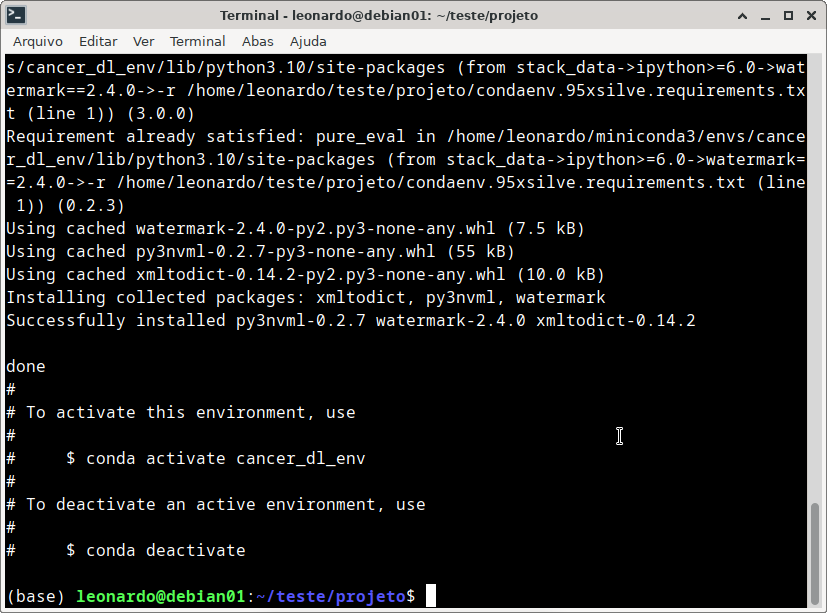 Terminal - leonardo@debian01: ~/teste/projeto
Arquivo Editar Ver Terminal Abas Ajuda
s/cancer_dl_env/lib/python3.10/site-packages (from stack_data->ipython>=6.0->wat
ermark==2.4.0->-r /home/leonardo/teste/projeto/condaenv.95xsilve.requirements.tx
t (line 1)) (3.0.0)
Requirement already satisfied: pure_eval in /home/leonardo/miniconda3/envs/cance
r_dl_env/lib/python3.10/site-packages (from stack_data->ipython>=6.0->watermark=
=2.4.0->-r /home/leonardo/teste/projeto/condaenv.95xsilve.requirements.txt (line
 1)) (0.2.3)
Using cached watermark-2.4.0-py2.py3-none-any.whl (7.5 kB)
Using cached py3nvml-0.2.7-py3-none-any.whl (55 kB)
Using cached xmltodict-0.14.2-py2.py3-none-any.whl (10.0 kB)
Installing collected packages: xmltodict, py3nvml, watermark
Successfully installed py3nvml-0.2.7 watermark-2.4.0 xmltodict-0.14.2
done
#
# To activate this environment, use
#
#     $ conda activate cancer_dl_env
#
# To deactivate an active environment, use
#
#     $ conda deactivate
(base) leonardo@debian01:~/teste/projeto$